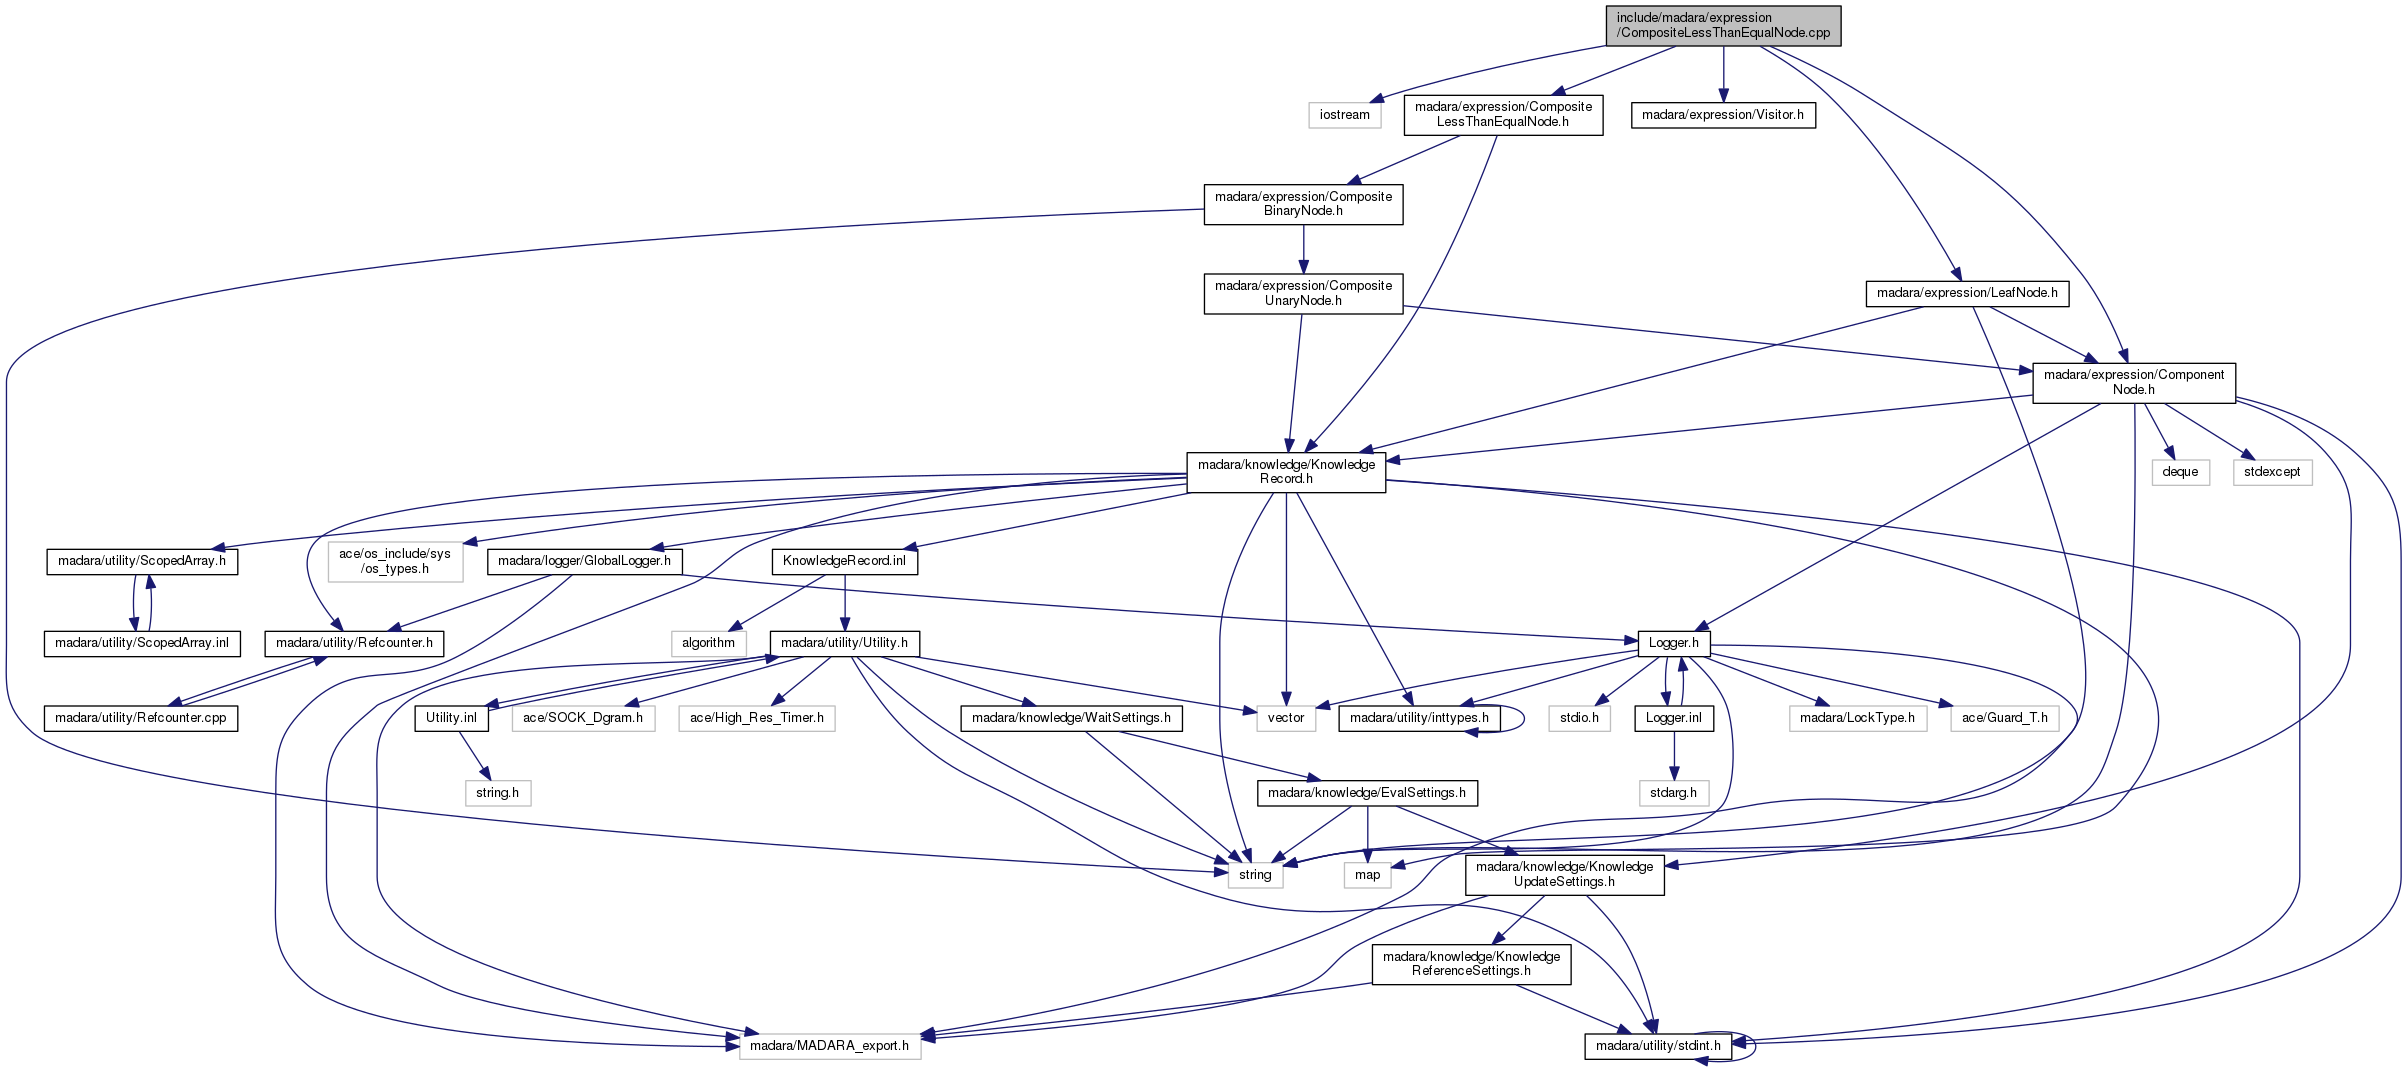 include/madara/expression
/CompositeLessThanEqualNode.cpp
iostream
madara/expression/Composite
LessThanEqualNode.h
madara/expression/Visitor.h
madara/expression/Composite
BinaryNode.h
madara/expression/Composite
UnaryNode.h
madara/expression/LeafNode.h
madara/expression/Component
Node.h
madara/knowledge/Knowledge
Record.h
deque
stdexcept
madara/utility/ScopedArray.h
ace/os_include/sys
/os_types.h
madara/logger/GlobalLogger.h
KnowledgeRecord.inl
madara/utility/ScopedArray.inl
madara/utility/Refcounter.h
algorithm
madara/utility/Utility.h
Logger.h
madara/utility/Refcounter.cpp
Utility.inl
ace/SOCK_Dgram.h
ace/High_Res_Timer.h
madara/knowledge/WaitSettings.h
vector
madara/utility/inttypes.h
stdio.h
Logger.inl
madara/LockType.h
ace/Guard_T.h
string.h
madara/knowledge/EvalSettings.h
stdarg.h
string
map
madara/knowledge/Knowledge
UpdateSettings.h
madara/knowledge/Knowledge
ReferenceSettings.h
madara/MADARA_export.h
madara/utility/stdint.h